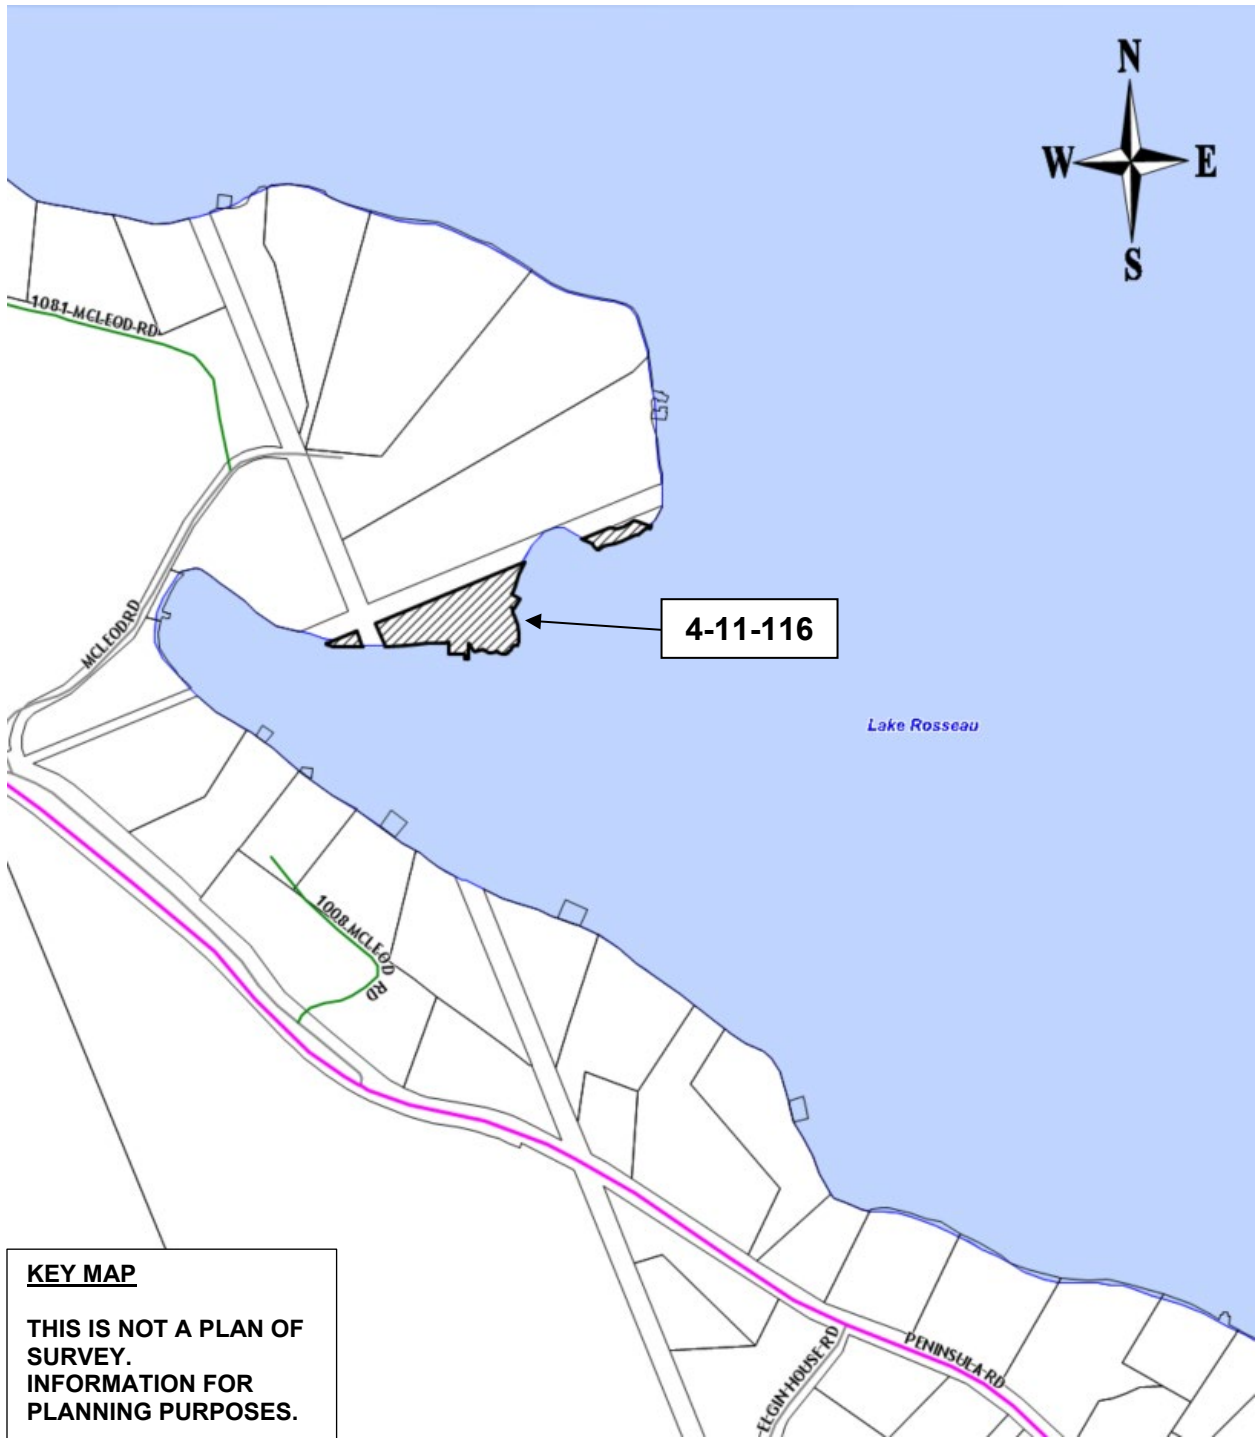 N
W E
S
1081 MCLEOD RD
MCLEOD RD
4-11-116
Lake Rosseau
1008 MCLEOD RD
PENINSULA RD
ELGIN HOUSE RD
KEY MAP
THIS IS NOT A PLAN OF
SURVEY.
INFORMATION FOR
PLANNING PURPOSES.